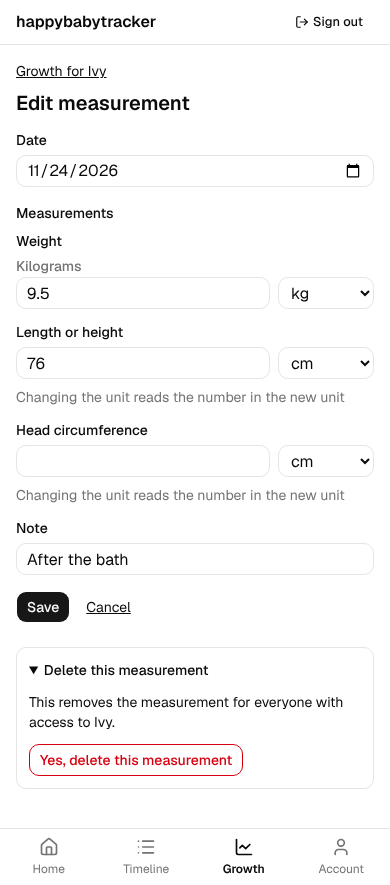 happybabytracker
Sign out
Growth for Ivy
Edit measurement
Date
11/24/2026
Measurements
Weight
Kilograms
9.5
kg
Length or height
76
cm
Changing the unit reads the number in the new unit
Head circumference
cm
Changing the unit reads the number in the new unit
Note
After the bath
Save
Cancel
Delete this measurement
This removes the measurement for everyone with
access to Ivy.
Yes, delete this measurement
Home
Timeline
Growth
Account